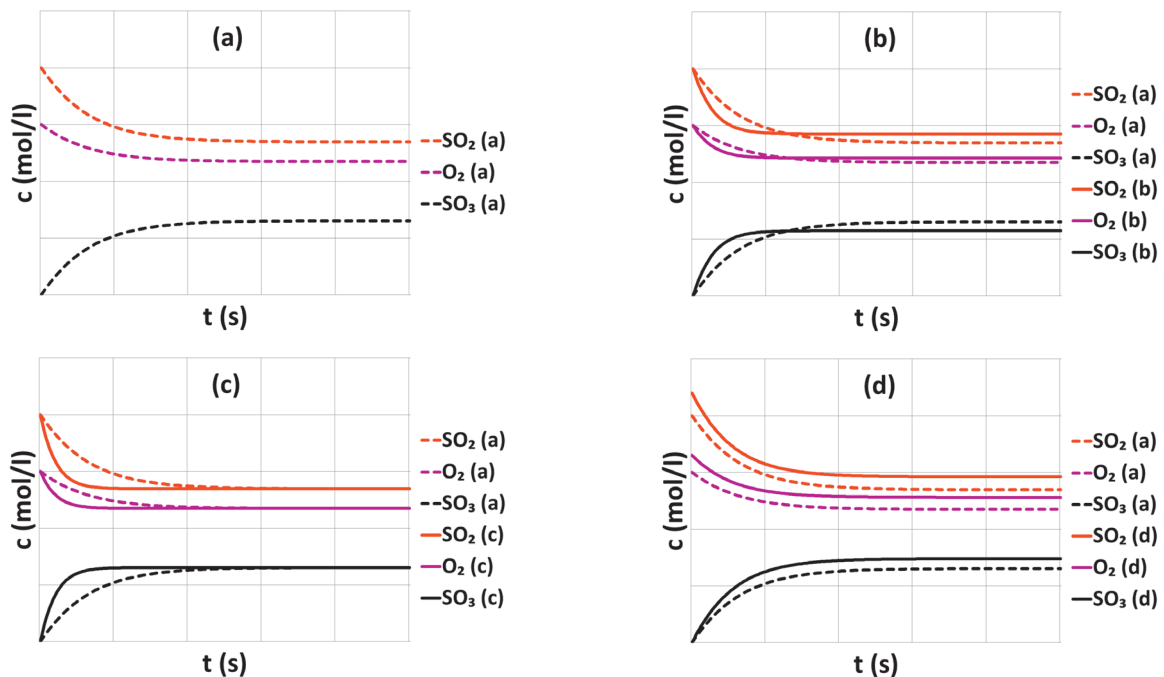 (a)
c (mol/l)
SO₂ (a)
O₂ (a)
SO₃ (a)
t (s)
(b)
c (mol/l)
SO₂ (a)
O₂ (a)
SO₃ (a)
SO₂ (b)
O₂ (b)
SO₃ (b)
t (s)
(c)
c (mol/l)
SO₂ (a)
O₂ (a)
SO₃ (a)
SO₂ (c)
O₂ (c)
SO₃ (c)
t (s)
(d)
c (mol/l)
SO₂ (a)
O₂ (a)
SO₃ (a)
SO₂ (d)
O₂ (d)
SO₃ (d)
t (s)